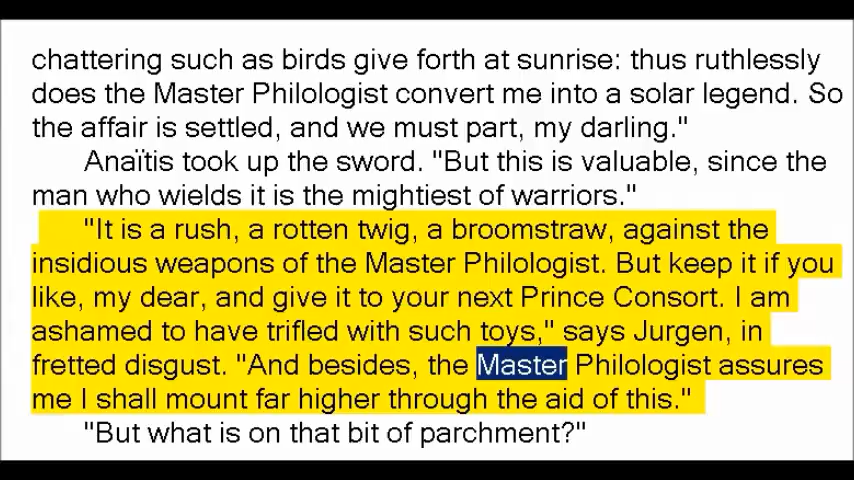 chattering such as birds give forth at sunrise: thus ruthlessly
does the Master Philologist convert me into a solar legend. So
the affair is settled, and we must part, my darling."
Anaïtis took up the sword. "But this is valuable, since the
man who wields it is the mightiest of warriors."
"It is a rush, a rotten twig, a broomstraw, against the
insidious weapons of the Master Philologist. But keep it if you
like, my dear, and give it to your next Prince Consort. I am
ashamed to have trifled with such toys," says Jurgen, in
fretted disgust. "And besides, the Master Philologist assures
me I shall mount far higher through the aid of this."
"But what is on that bit of parchment?"